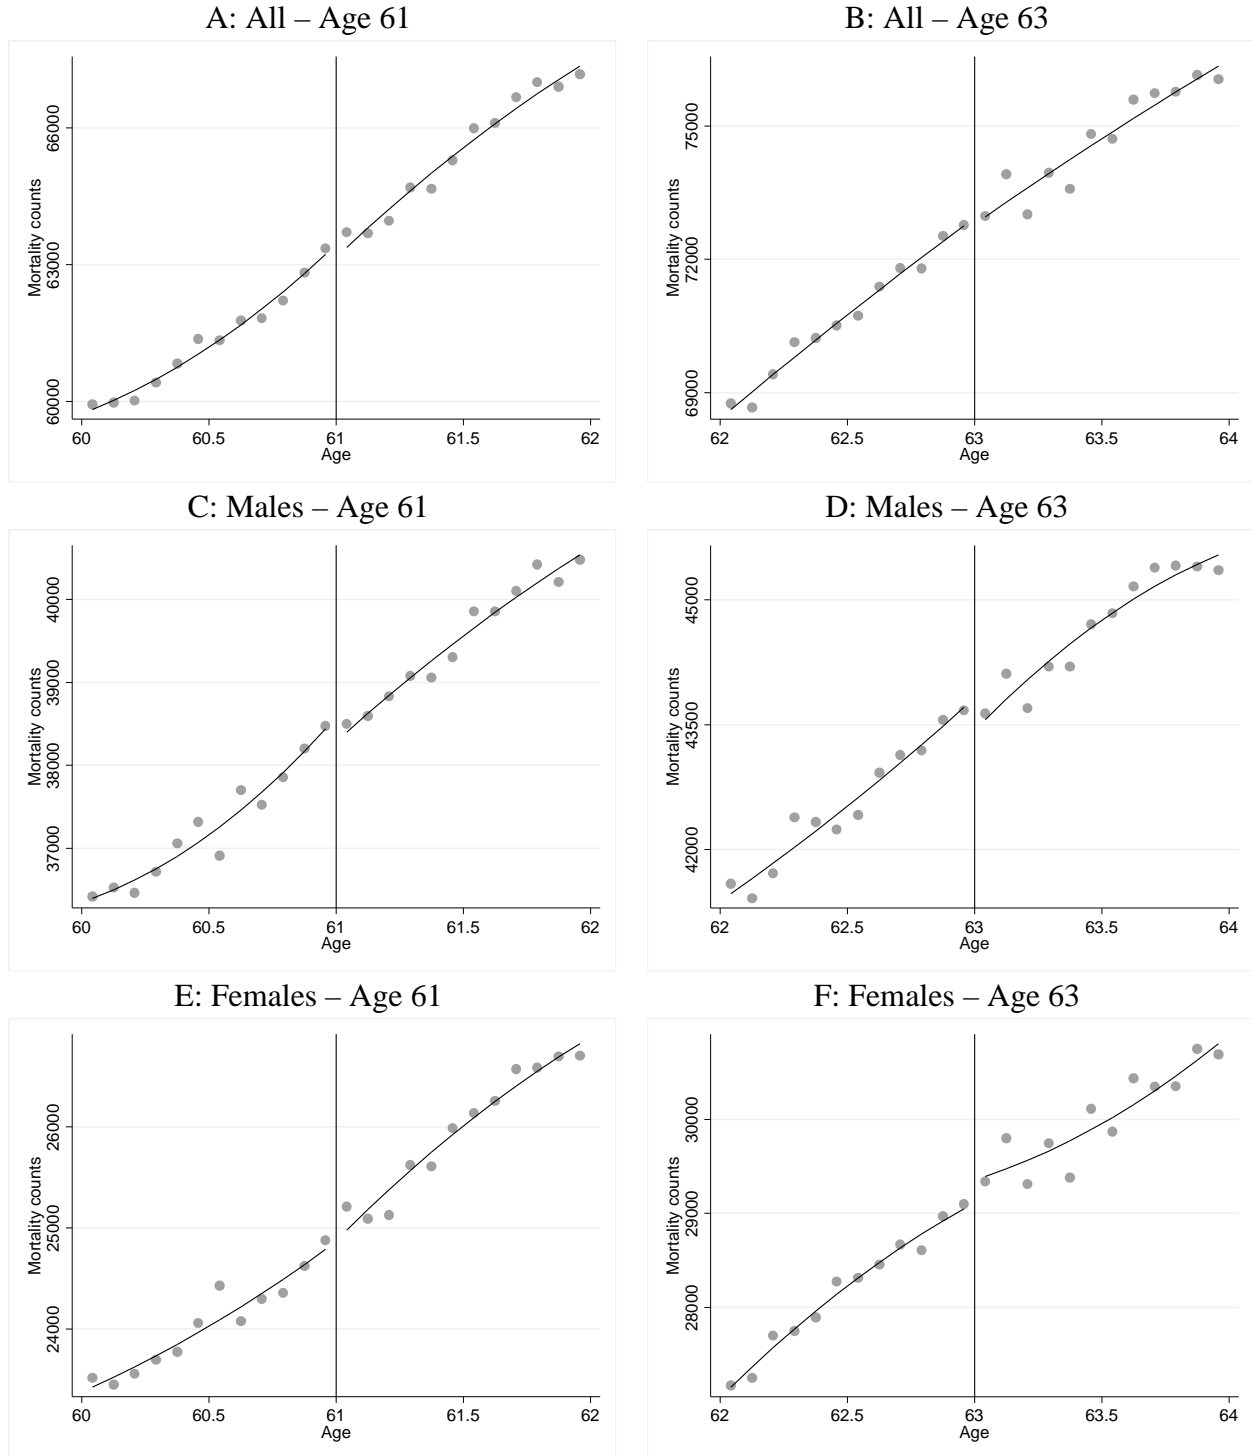 A: All – Age 61
Mortality counts
66000
63000
60000
60 60.5 61 61.5 62
Age
B: All – Age 63
Mortality counts
75000
72000
69000
62 62.5 63 63.5 64
Age
C: Males – Age 61
Mortality counts
40000
39000
38000
37000
60 60.5 61 61.5 62
Age
D: Males – Age 63
Mortality counts
45000
43500
42000
62 62.5 63 63.5 64
Age
E: Females – Age 61
Mortality counts
26000
25000
24000
60 60.5 61 61.5 62
Age
F: Females – Age 63
Mortality counts
30000
29000
28000
62 62.5 63 63.5 64
Age